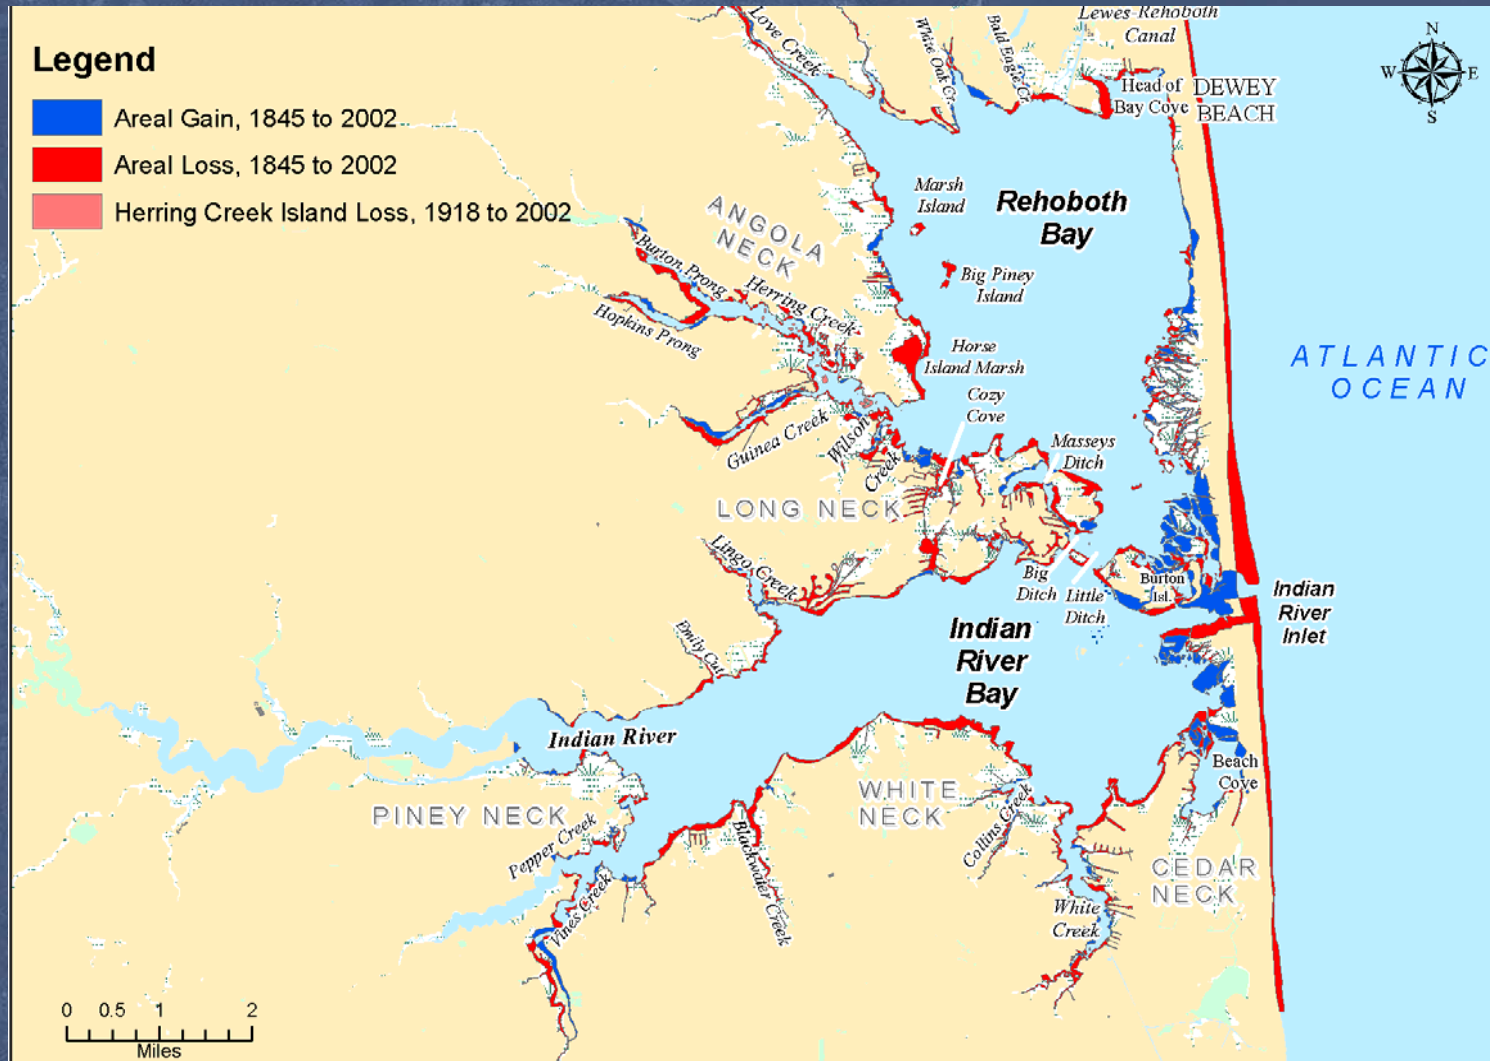 Legend
Areal Gain, 1845 to 2002
Areal Loss, 1845 to 2002
Herring Creek Island Loss, 1918 to 2002
Love Creek
White Oak Cr.
Bald Eagle Cr.
Lewes-Rehoboth
Canal
Head of
Bay Cove
DEWEY
BEACH
N
W
E
S
Marsh
Island
Rehoboth
Bay
ANGOLA
NECK
Burton Prong
Herring Creek
Big Piney
Island
Hopkins Prong
Horse
Island Marsh
ATLANTIC
OCEAN
Cozy
Cove
Guinea Creek
Wilson
Creek
Masseys
Ditch
LONG NECK
Lingo Creek
Big
Ditch
Little
Ditch
Burton
Isl.
Indian
River
Inlet
Emily Cut
Indian
River
Bay
Indian River
Beach
Cove
WHITE
NECK
PINEY NECK
Pepper Creek
Collins Creek
Blackwater Creek
CEDAR
NECK
Vines Creek
White
Creek
0 0.5 1 2
Miles